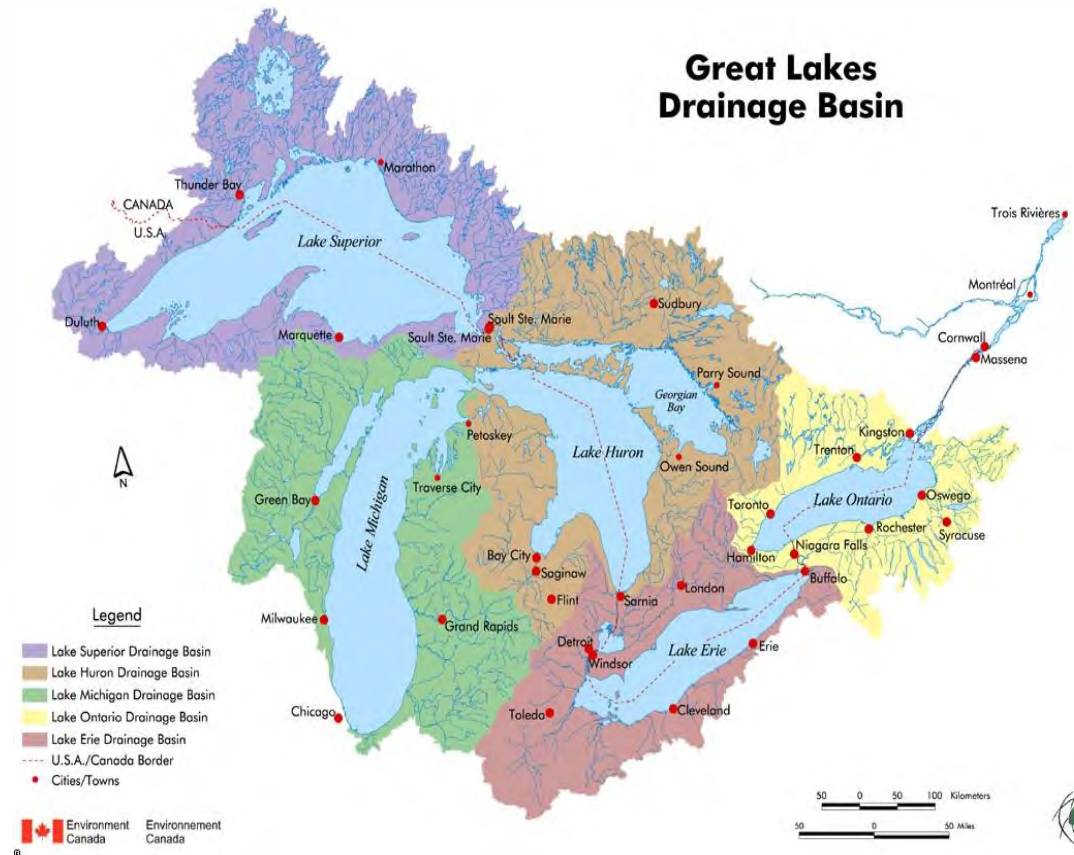 Great Lakes
Drainage Basin
Marathon
Thunder Bay
CANADA
U.S.A.
Lake Superior
Trois Rivières
Montréal
Sudbury
Duluth
Sault Ste. Marie
Marquette
Sault Ste. Marie
Cornwall
Massena
Parry Sound
Georgian
Bay
Petoskey
Kingston
Lake Huron
Owen Sound
Trenton
Traverse City
Green Bay
Lake Michigan
Lake Ontario
Oswego
Toronto
Rochester
Syracuse
Hamilton
Niagara Falls
Bay City
Saginaw
Buffalo
London
Flint
Sarnia
Legend
Milwaukee
Grand Rapids
Detroit
Windsor
Lake Erie
Erie
Lake Superior Drainage Basin
Lake Huron Drainage Basin
Lake Michigan Drainage Basin
Lake Ontario Drainage Basin
Lake Erie Drainage Basin
U.S.A./Canada Border
Cities/Towns
Chicago
Toledo
Cleveland
N
50 0 50 100 Kilometers
50 0 50 Miles
Environment Environnement
Canada Canada